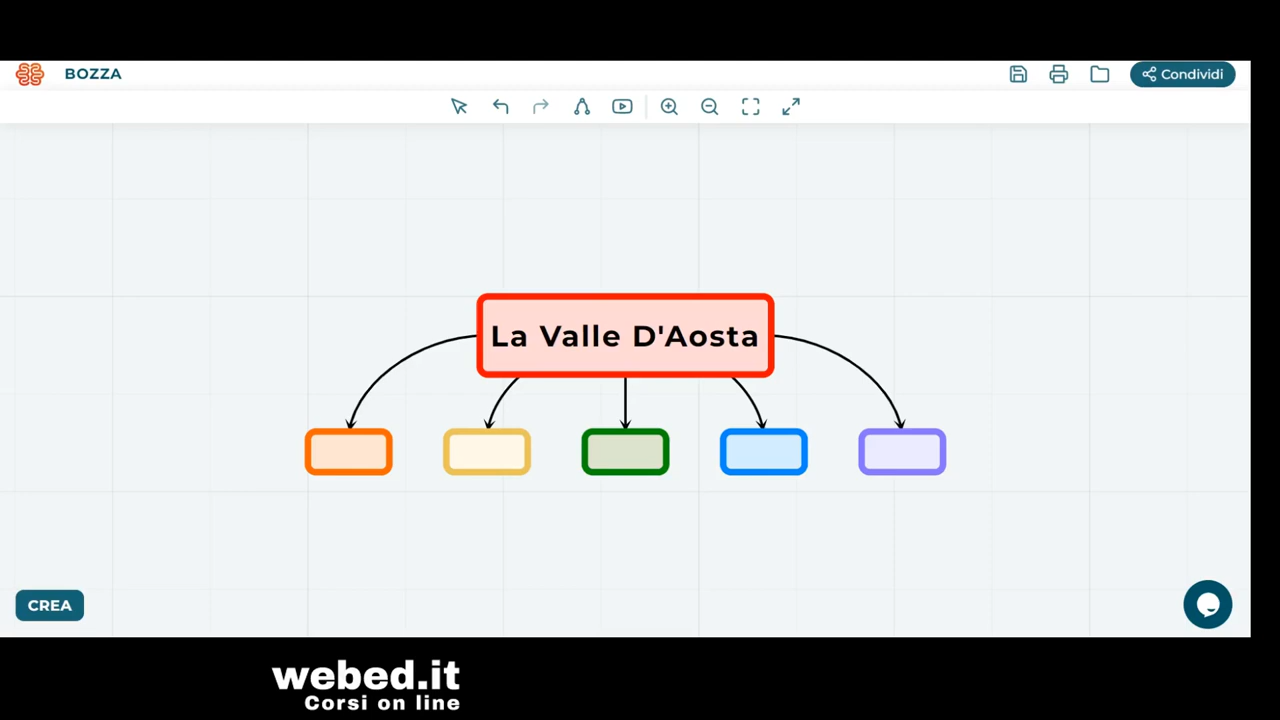 BOZZA
Condividi
La Valle D'Aosta
CREA
webed.it
Corsi on line